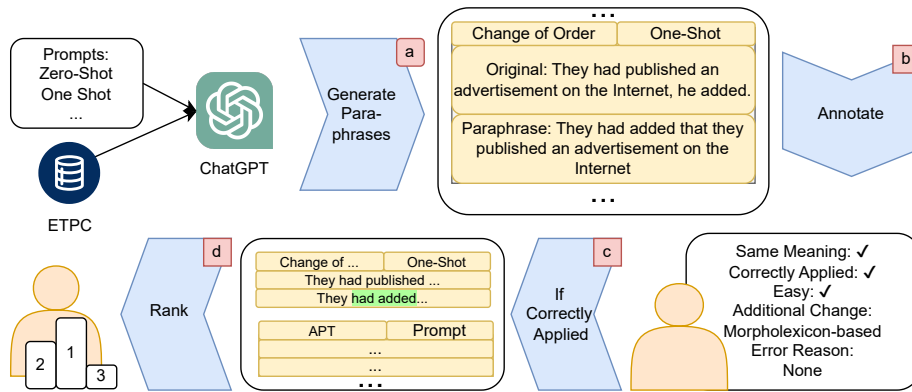 Prompts:
Zero-Shot
One Shot
...
ETPC
ChatGPT
a
Generate
Para-
phrases
...
Change of Order
One-Shot
Original: They had published an
advertisement on the Internet, he added.
Paraphrase: They had added that they
published an advertisement on the
Internet
...
b
Annotate
Same Meaning: ✓
Correctly Applied: ✓
Easy: ✓
Additional Change:
Morpholexicon-based
Error Reason:
None
c
If
Correctly
Applied
Change of ...
One-Shot
They had published ...
They had added...
APT
Prompt
...
...
...
d
Rank
2
1
3